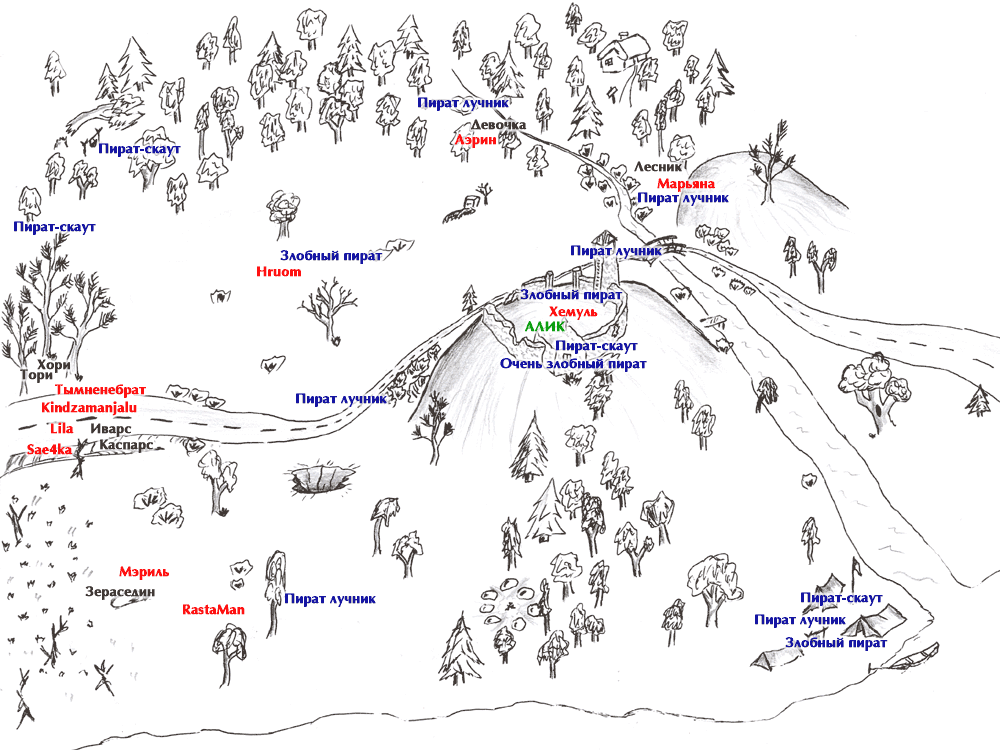 Пират лучник
Девочка
Лэрин
Пират-скаут
Лесник
Марьяна
Пират лучник
Пират-скаут
Злобный пират
Hruom
Пират лучник
Злобный пират
Хемуль
АЛИК
Пират-скаут
Очень злобный пират
Хори
Тори
Тымненебрат
Kindzamanjalu
Пират лучник
Lila Иварс
Sae4ka Каспарс
Мэриль
Зераседин
RastaMan
Пират лучник
Пират-скаут
Пират лучник
Злобный пират